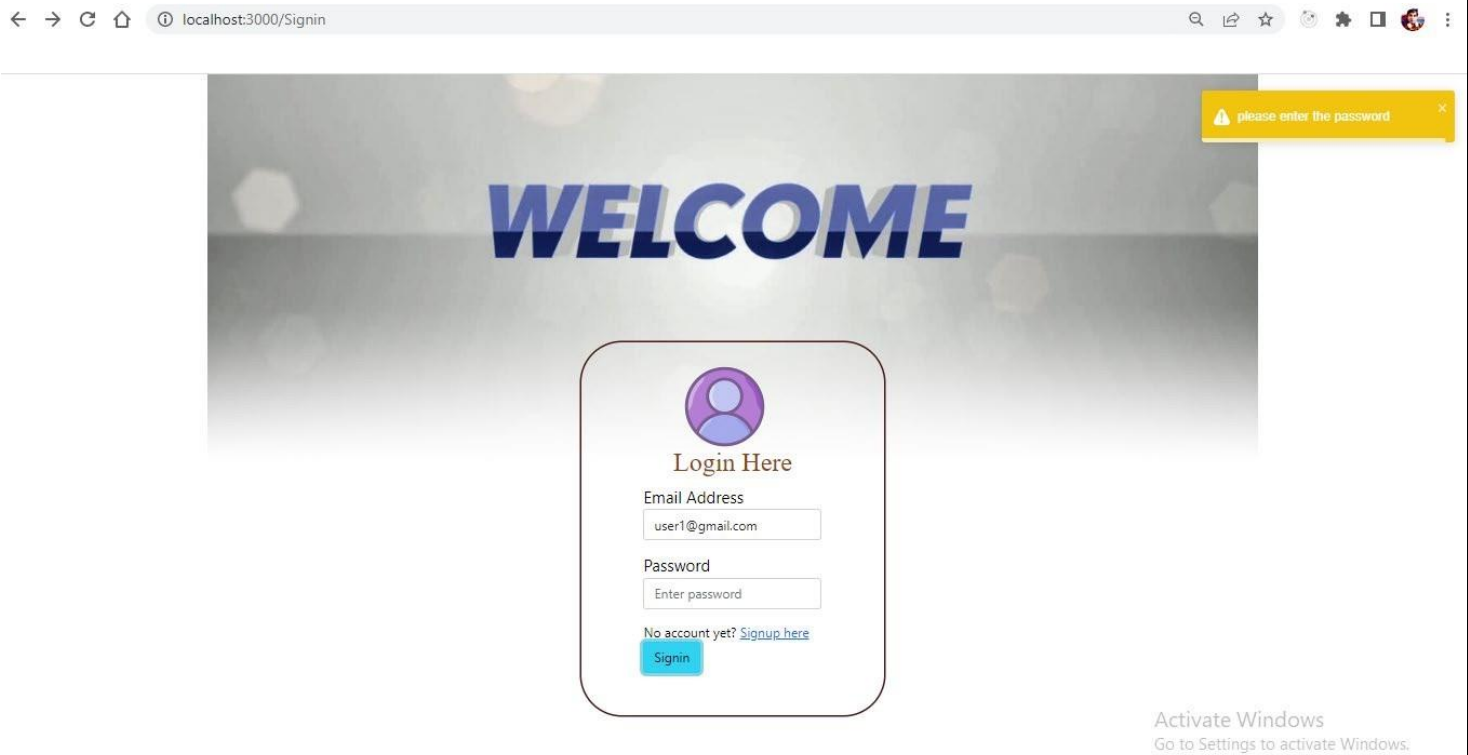 localhost:3000/Signin
please enter the password
WELCOME
Login Here
Email Address
user1@gmail.com
Password
Enter password
No account yet? Signup here
Signin
Activate Windows
Go to Settings to activate Windows.